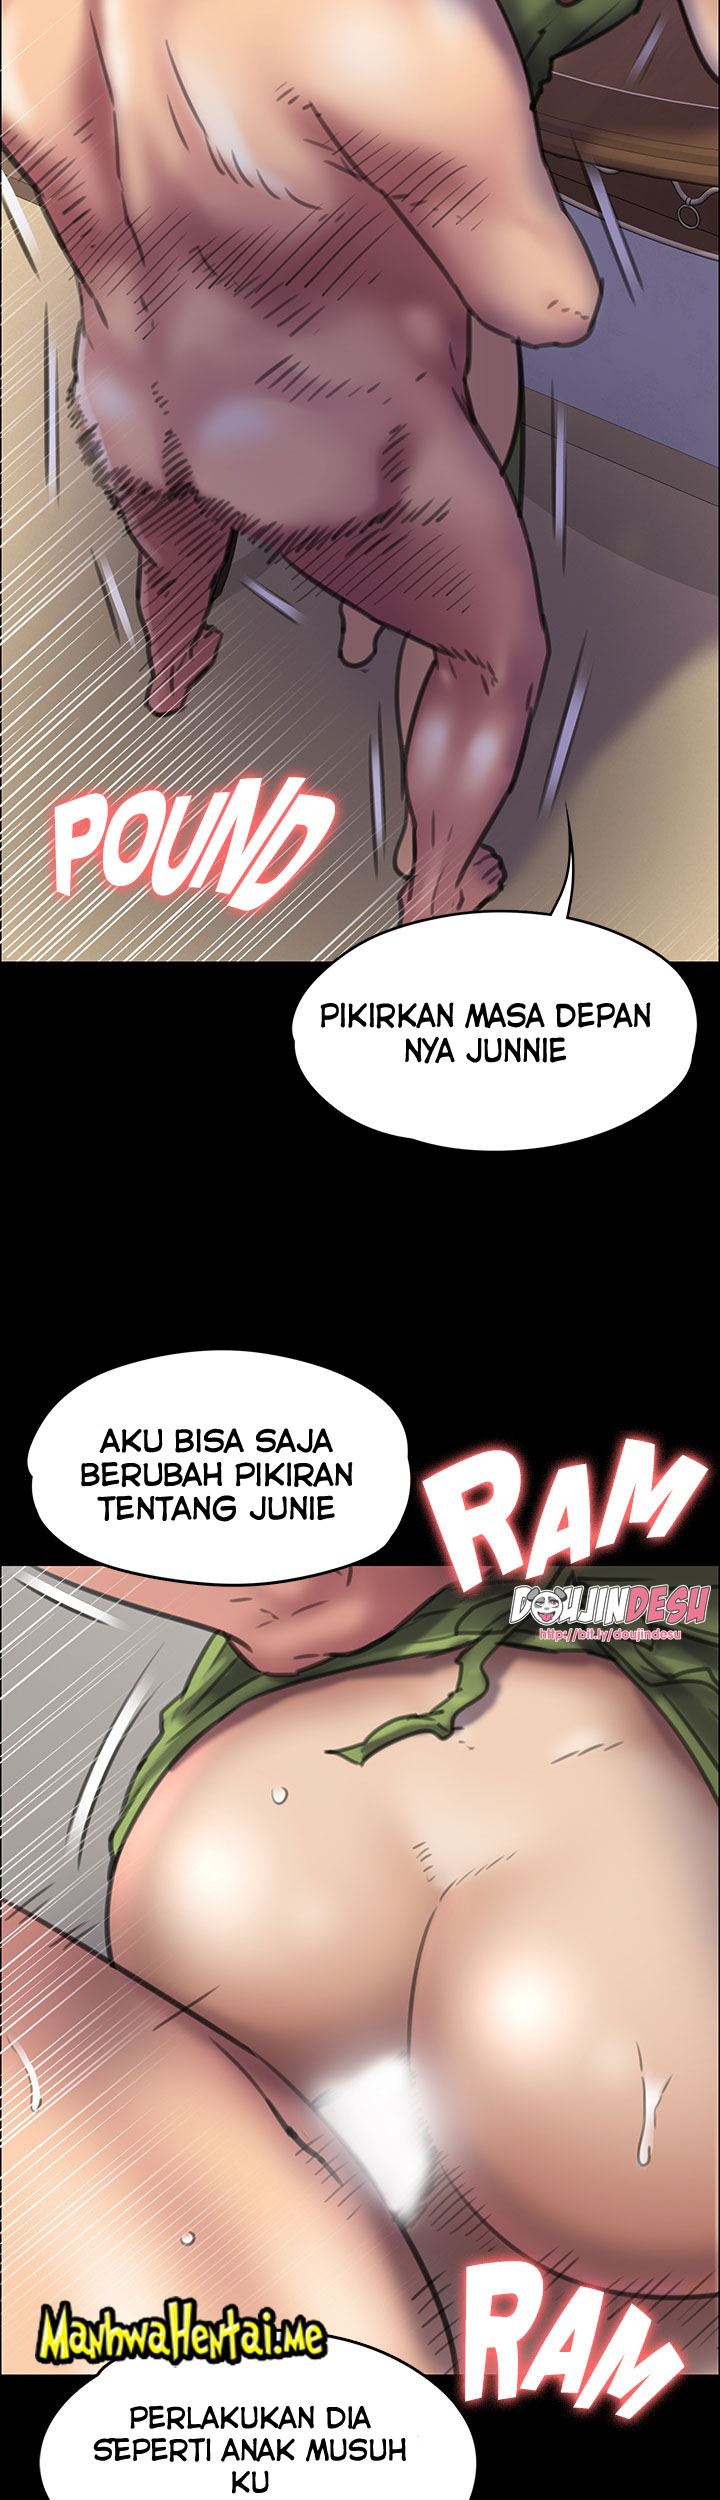 POUND
PIKIRKAN MASA DEPAN
NYA JUNNIE
AKU BISA SAJA
BERUBAH PIKIRAN
TENTANG JUNIE
RAM
DOUJINDESU
http://bit.ly/doujindesu
RAM
ManhwaHentai.Me
PERLAKUKAN DIA
SEPERTI ANAK MUSUH
KU